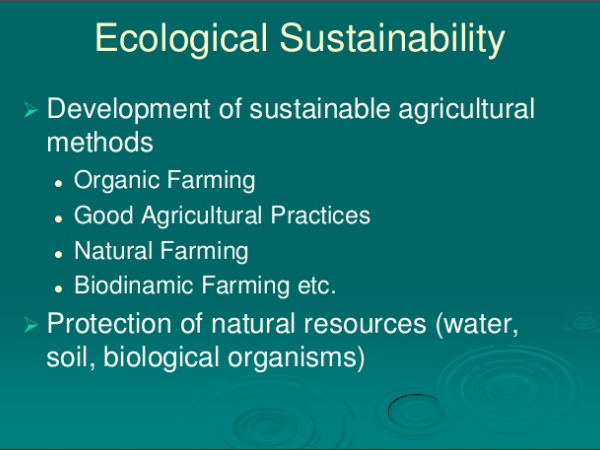 Ecological Sustainability
Development of sustainable agricultural
methods
Organic Farming
Good Agricultural Practices
Natural Farming
Biodinamic Farming etc.
Protection of natural resources (water,
soil, biological organisms)